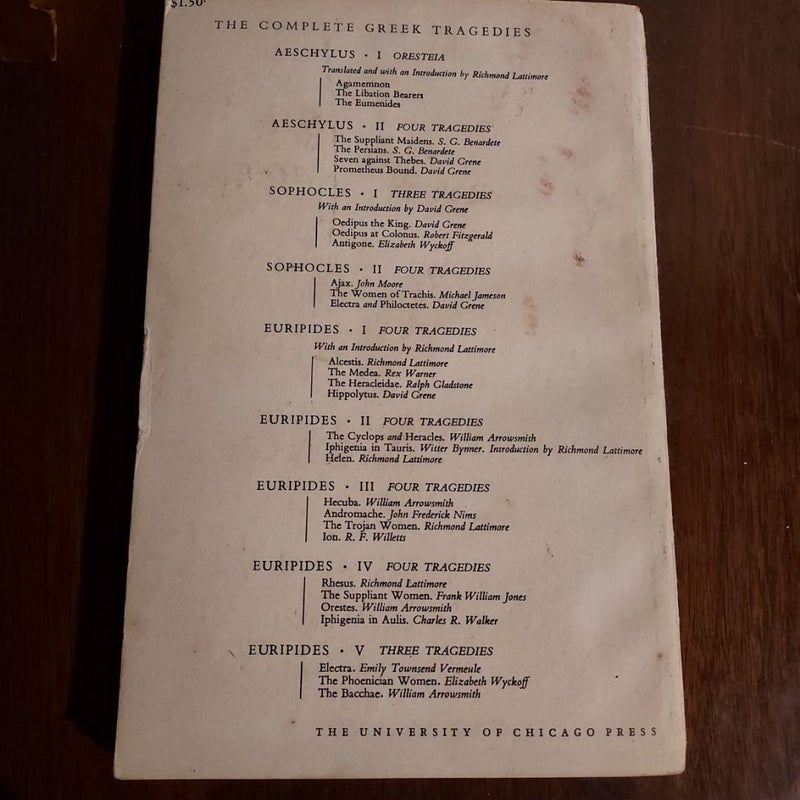 $1.50
THE COMPLETE GREEK TRAGEDIES
AESCHYLUS · I ORESTEIA
Translated and with an Introduction by Richmond Lattimore
Agamemnon
The Libation Bearers
The Eumenides
AESCHYLUS · II FOUR TRAGEDIES
The Suppliant Maidens. S. G. Benardete
The Persians. S. G. Benardete
Seven against Thebes. David Grene
Prometheus Bound. David Grene
SOPHOCLES · I THREE TRAGEDIES
With an Introduction by David Grene
Oedipus the King. David Grene
Oedipus at Colonus. Robert Fitzgerald
Antigone. Elizabeth Wyckoff
SOPHOCLES · II FOUR TRAGEDIES
Ajax. John Moore
The Women of Trachis. Michael Jameson
Electra and Philoctetes. David Grene
EURIPIDES · I FOUR TRAGEDIES
With an Introduction by Richmond Lattimore
Alcestis. Richmond Lattimore
The Medea. Rex Warner
The Heracleidae. Ralph Gladstone
Hippolytus. David Grene
EURIPIDES · II FOUR TRAGEDIES
The Cyclops and Heracles. William Arrowsmith
Iphigenia in Tauris. Witter Bynner. Introduction by Richmond Lattimore
Helen. Richmond Lattimore
EURIPIDES · III FOUR TRAGEDIES
Hecuba. William Arrowsmith
Andromache. John Frederick Nims
The Trojan Women. Richmond Lattimore
Ion. R. F. Willetts
EURIPIDES · IV FOUR TRAGEDIES
Rhesus. Richmond Lattimore
The Suppliant Women. Frank William Jones
Orestes. William Arrowsmith
Iphigenia in Aulis. Charles R. Walker
EURIPIDES · V THREE TRAGEDIES
Electra. Emily Townsend Vermeule
The Phoenician Women. Elizabeth Wyckoff
The Bacchae. William Arrowsmith
THE UNIVERSITY OF CHICAGO PRESS